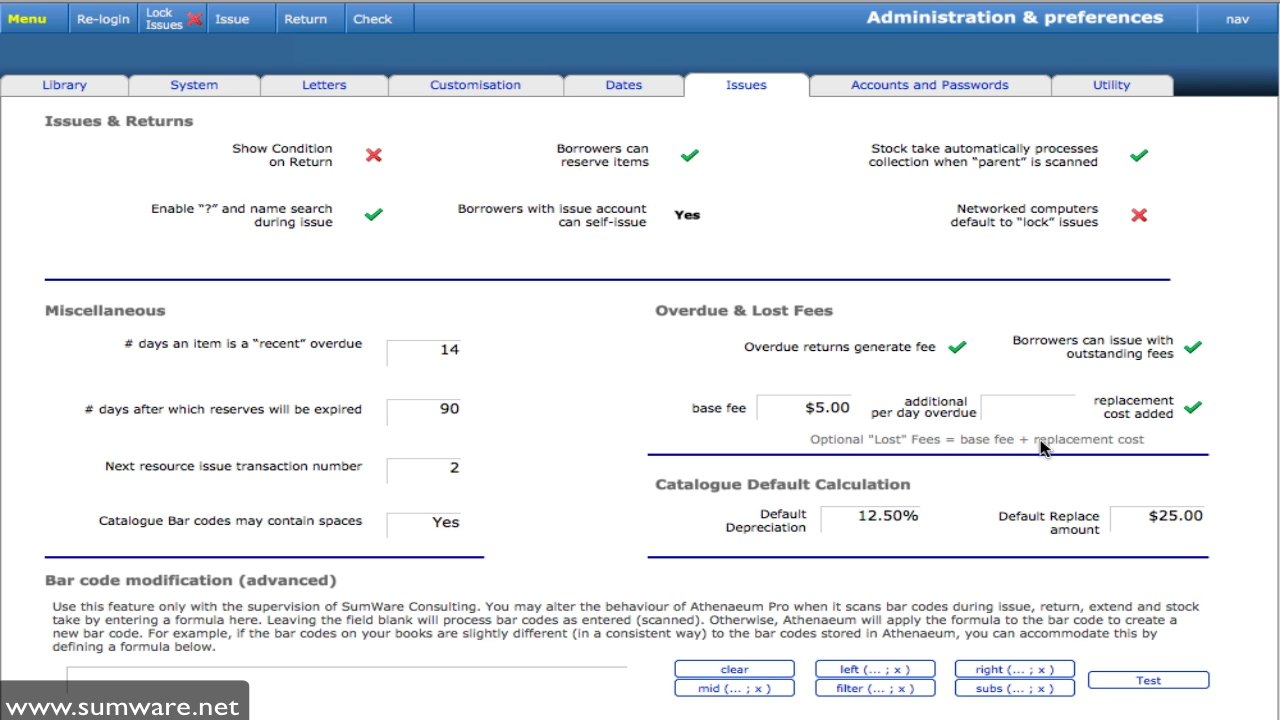 Menu
Re-login
Lock
Issues
Issue
Return
Check
Administration & preferences
nav
Library
System
Letters
Customisation
Dates
Issues
Accounts and Passwords
Utility
Issues & Returns
Show Condition
on Return
Borrowers can
reserve items
Stock take automatically processes
collection when “parent” is scanned
Enable “?” and name search
during issue
Borrowers with issue account
can self-issue
Yes
Networked computers
default to “lock” issues
Miscellaneous
# days an item is a “recent” overdue
14
# days after which reserves will be expired
90
Next resource issue transaction number
2
Catalogue Bar codes may contain spaces
Yes
Overdue & Lost Fees
Overdue returns generate fee
Borrowers can issue with
outstanding fees
base fee
$5.00
additional
per day overdue
replacement
cost added
Optional "Lost" Fees = base fee + replacement cost
Catalogue Default Calculation
Default
Depreciation
12.50%
Default Replace
amount
$25.00
Bar code modification (advanced)
Use this feature only with the supervision of SumWare Consulting. You may alter the behaviour of Athenaeum Pro when it scans bar codes during issue, return, extend and stock
take by entering a formula here. Leaving the field blank will process bar codes as entered (scanned). Otherwise, Athenaeum will apply the formula to the bar code to create a
new bar code. For example, if the bar codes on your books are slightly different (in a consistent way) to the bar codes stored in Athenaeum, you can accommodate this by
defining a formula below.
clear
left (... ; x )
right (... ; x )
Test
mid (... ; x )
filter (... ; x )
subs (... ; x )
www.sumware.net